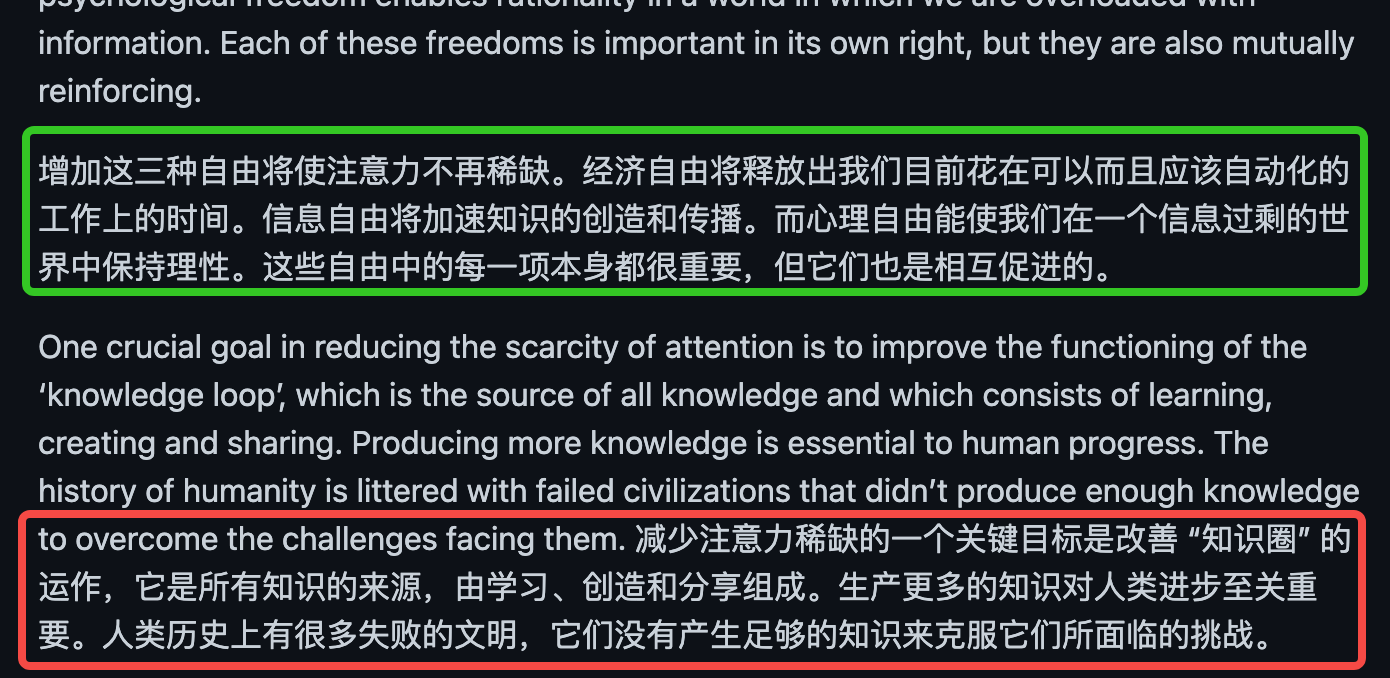 psychological freedom enables rationality in a world in which we are overloaded with
information. Each of these freedoms is important in its own right, but they are also mutually
reinforcing.
增加这三种自由将使注意力不再稀缺。经济自由将释放出我们目前花在可以而且应该自动化的
工作上的时间。信息自由将加速知识的创造和传播。而心理自由能使我们在一个信息过剩的世
界中保持理性。这些自由中的每一项本身都很重要，但它们也是相互促进的。
One crucial goal in reducing the scarcity of attention is to improve the functioning of the
‘knowledge loop’, which is the source of all knowledge and which consists of learning,
creating and sharing. Producing more knowledge is essential to human progress. The
history of humanity is littered with failed civilizations that didn’t produce enough knowledge
to overcome the challenges facing them. 减少注意力稀缺的一个关键目标是改善 “知识圈” 的
运作，它是所有知识的来源，由学习、创造和分享组成。生产更多的知识对人类进步至关重
要。人类历史上有很多失败的文明，它们没有产生足够的知识来克服它们所面临的挑战。